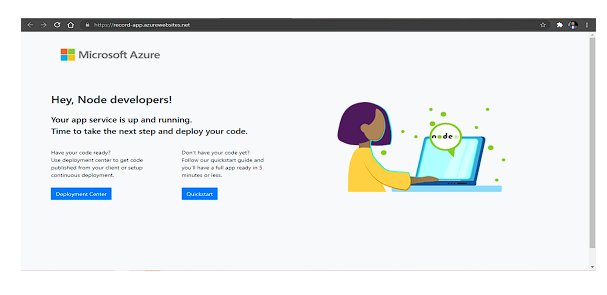 https://record-app.azurewebsites.net
Microsoft Azure
Hey, Node developers!
Your app service is up and running.
Time to take the next step and deploy your code.
Have your code ready?
Use deployment center to get code
published from your client or setup
continuous deployment.
Deployment Center
Don't have your code yet?
Follow our quickstart guide and
you'll have a full app ready in 5
minutes or less.
Quickstart
node